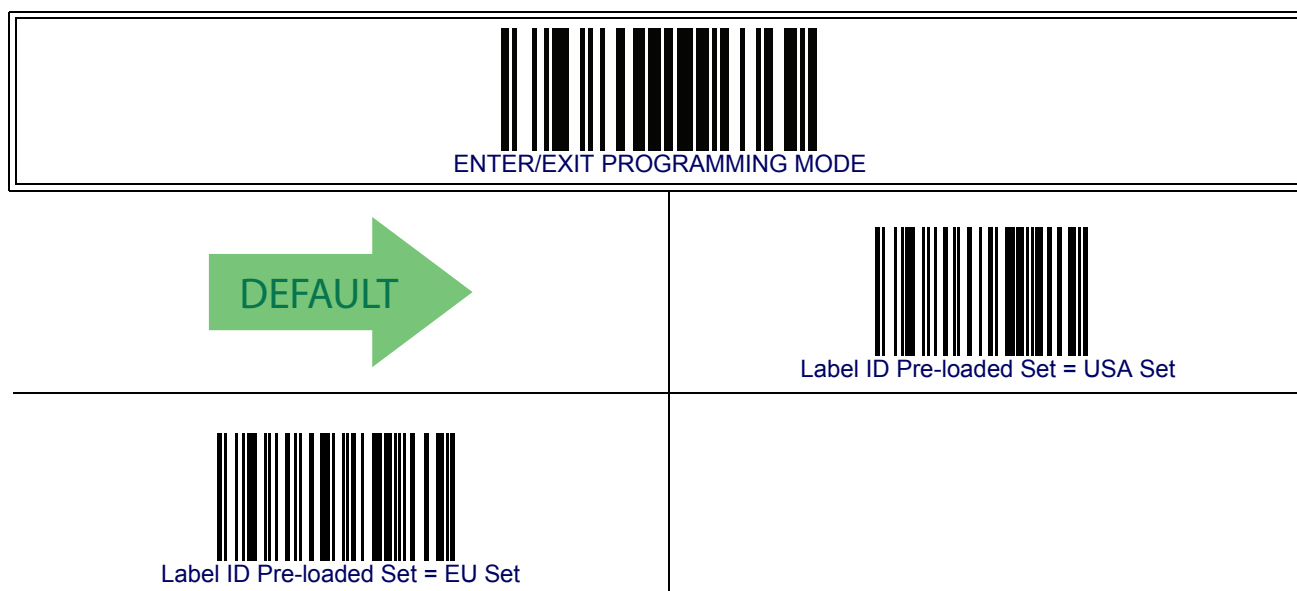 ENTER/EXIT PROGRAMMING MODE
DEFAULT
Label ID Pre-loaded Set = USA Set
Label ID Pre-loaded Set = EU Set